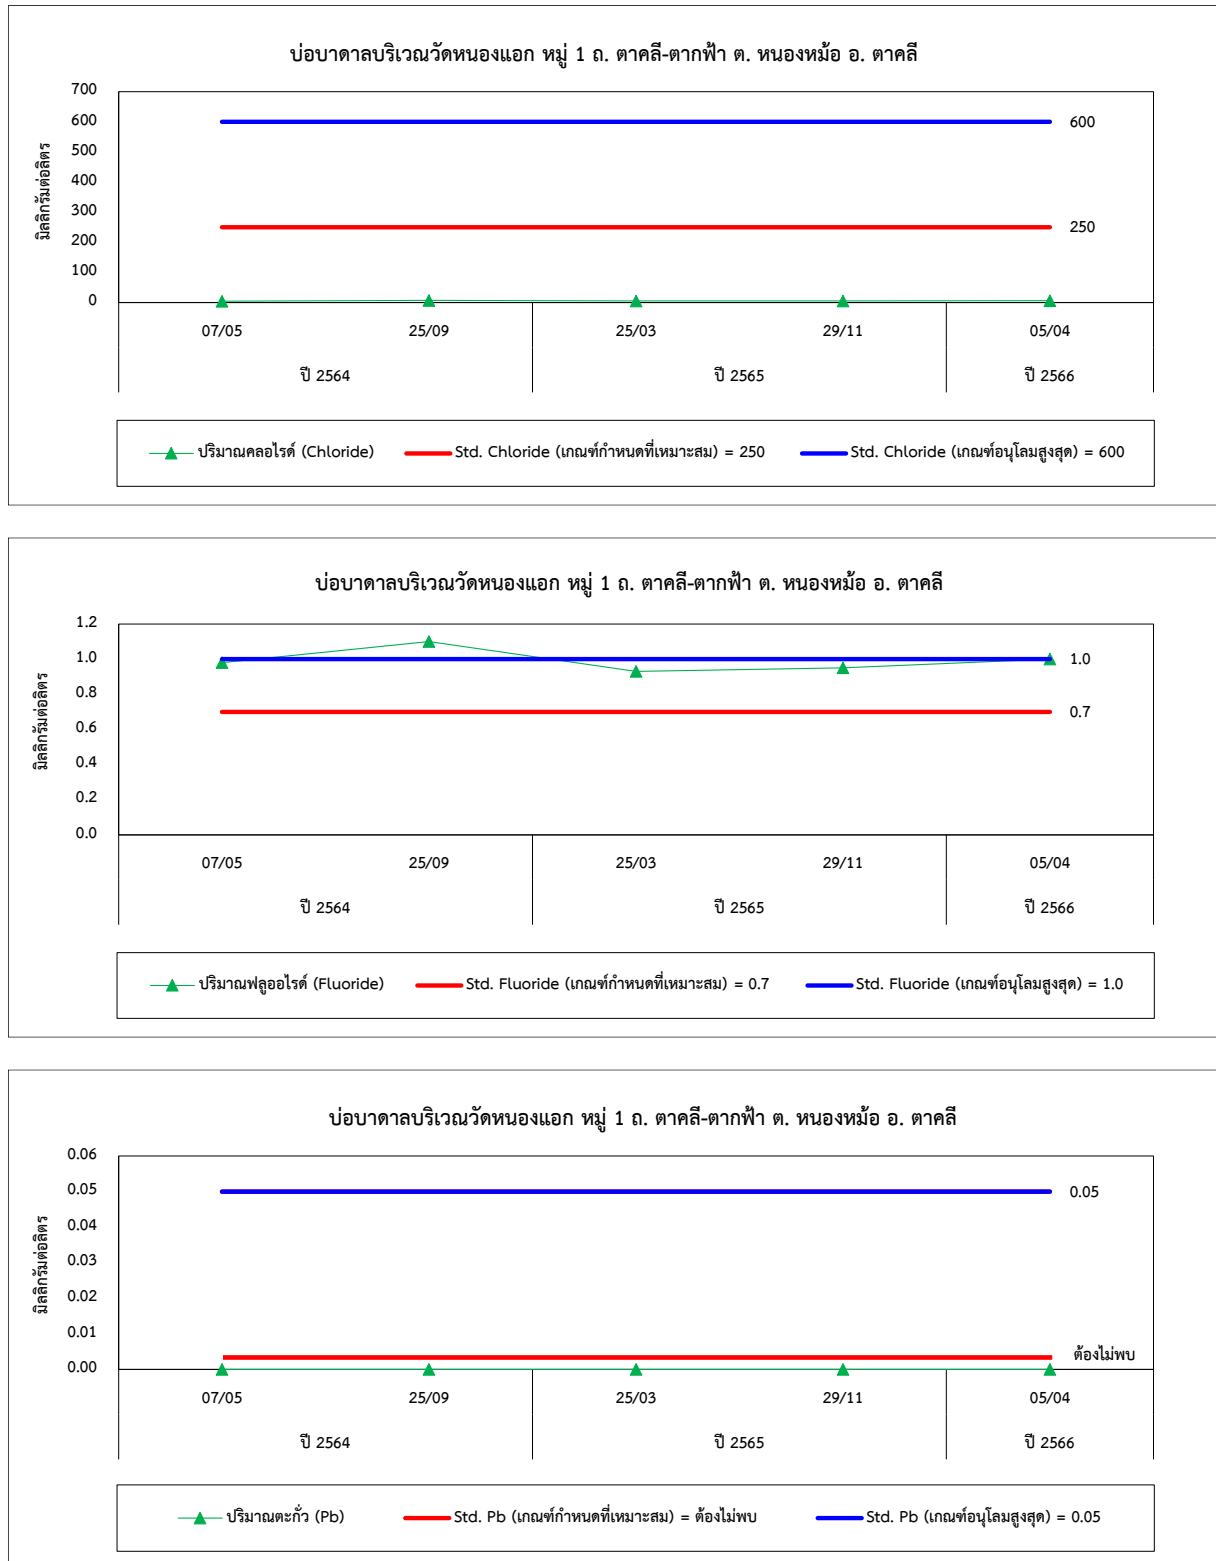 บ่อบาดาลบริเวณวัดหนองแอก หมู่ 1 ถ. ตาคลี-ตากฟ้า ต. หนองหม้อ อ. ตาคลี
มิลลิกรัมต่อลิตร
700
600
500
400
300
200
100
0
600
250
07/05 25/09 25/03 29/11 05/04
ปี 2564 ปี 2565 ปี 2566
ปริมาณคลอไรด์ (Chloride) Std. Chloride (เกณฑ์กำหนดที่เหมาะสม) = 250 Std. Chloride (เกณฑ์อนุโลมสูงสุด) = 600
บ่อบาดาลบริเวณวัดหนองแอก หมู่ 1 ถ. ตาคลี-ตากฟ้า ต. หนองหม้อ อ. ตาคลี
มิลลิกรัมต่อลิตร
1.2
1.0
0.8
0.6
0.4
0.2
0.0
1.0
0.7
07/05 25/09 25/03 29/11 05/04
ปี 2564 ปี 2565 ปี 2566
ปริมาณฟลูออไรด์ (Fluoride) Std. Fluoride (เกณฑ์กำหนดที่เหมาะสม) = 0.7 Std. Fluoride (เกณฑ์อนุโลมสูงสุด) = 1.0
บ่อบาดาลบริเวณวัดหนองแอก หมู่ 1 ถ. ตาคลี-ตากฟ้า ต. หนองหม้อ อ. ตาคลี
มิลลิกรัมต่อลิตร
0.06
0.05
0.04
0.03
0.02
0.01
0.00
0.05
ต้องไม่พบ
07/05 25/09 25/03 29/11 05/04
ปี 2564 ปี 2565 ปี 2566
ปริมาณตะกั่ว (Pb) Std. Pb (เกณฑ์กำหนดที่เหมาะสม) = ต้องไม่พบ Std. Pb (เกณฑ์อนุโลมสูงสุด) = 0.05